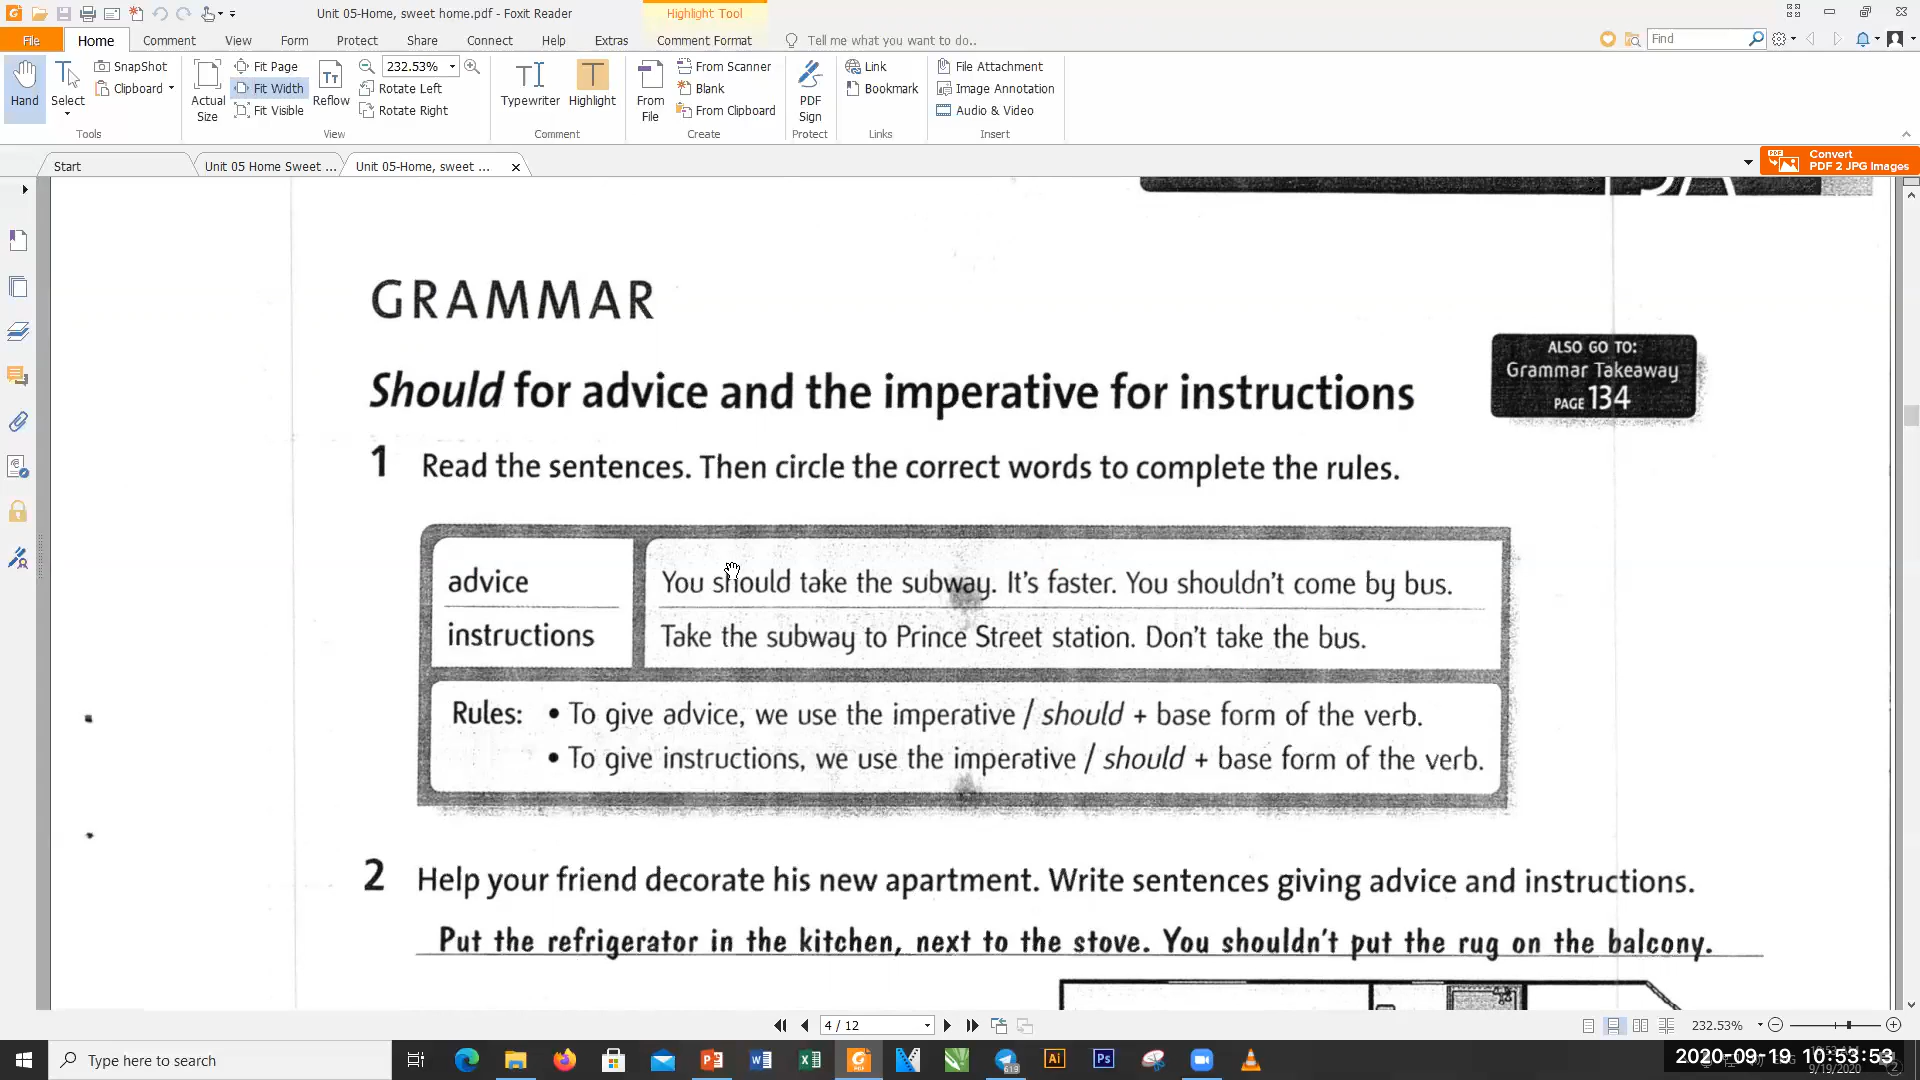 Unit 05-Home, sweet home.pdf - Foxit Reader
Highlight Tool
File Home Comment View Form Protect Share Connect Help Extras Comment Format Tell me what you want to do.. Find
Hand
Select
SnapShot
Clipboard
Tools
Actual Size
Fit Page
Fit Width
Fit Visible
Reflow
232.53%
Rotate Left
Rotate Right
View
Typewriter
Highlight
Comment
From File
From Scanner
Blank
From Clipboard
Create
PDF Sign
Protect
Link
Bookmark
Links
File Attachment
Image Annotation
Audio & Video
Insert
Start
Unit 05 Home Sweet ...
Unit 05-Home, sweet ...
Convert
PDF 2 JPG Images
GRAMMAR
ALSO GO TO:
Grammar Takeaway
PAGE 134
Should for advice and the imperative for instructions
1 Read the sentences. Then circle the correct words to complete the rules.
advice You should take the subway. It's faster. You shouldn't come by bus.
instructions Take the subway to Prince Street station. Don't take the bus.
Rules: • To give advice, we use the imperative / should + base form of the verb.
• To give instructions, we use the imperative / should + base form of the verb.
2 Help your friend decorate his new apartment. Write sentences giving advice and instructions.
Put the refrigerator in the kitchen, next to the stove. You shouldn't put the rug on the balcony.
4 / 12
232.53%
Type here to search
619
Ai
Ps
2020-09-19 10:53:53
9/19/2020